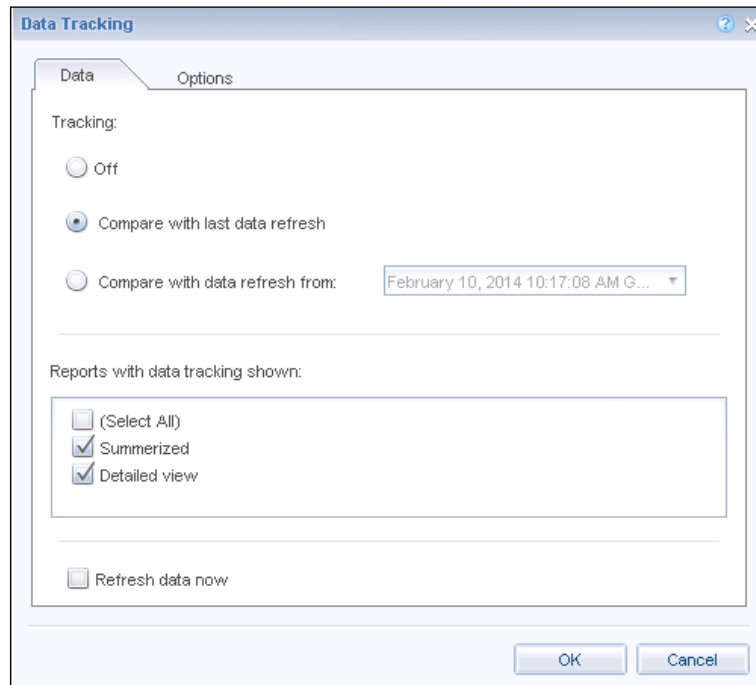 Data Tracking
Data
Options
Tracking:
Off
Compare with last data refresh
Compare with data refresh from:
February 10, 2014 10:17:08 AM G...
Reports with data tracking shown:
(Select All)
Summerized
Detailed view
Refresh data now
OK
Cancel